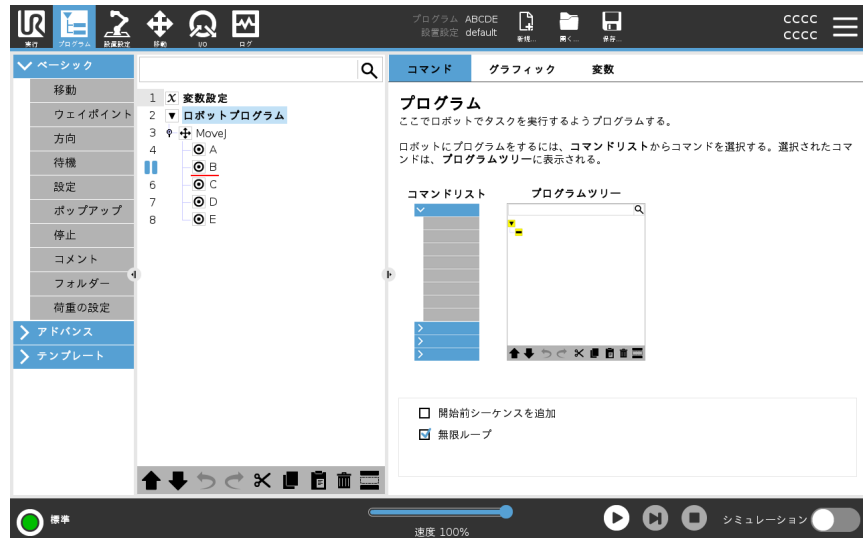 プログラム ABCDE
設置設定 default
新規... 開く... 保存...
cccc
cccc
実行 プログラム 設置設定 移動 I/O ログ
ベーシック
移動
ウェイポイント
方向
待機
設定
ポップアップ
停止
コメント
フォルダー
荷重の設定
アドバンス
テンプレート
1 X 変数設定
2 ロボットプログラム
3 MoveJ
4 A
B
6 C
7 D
8 E
コマンド グラフィック 変数
プログラム
ここでロボットでタスクを実行するようプログラムする。
ロボットにプログラムをするには、コマンドリストからコマンドを選択する。選択されたコマ
ンドは、プログラムツリーに表示される。
コマンドリスト プログラムツリー
開始前シーケンスを追加
無限ループ
標準
速度 100%
シミュレーション